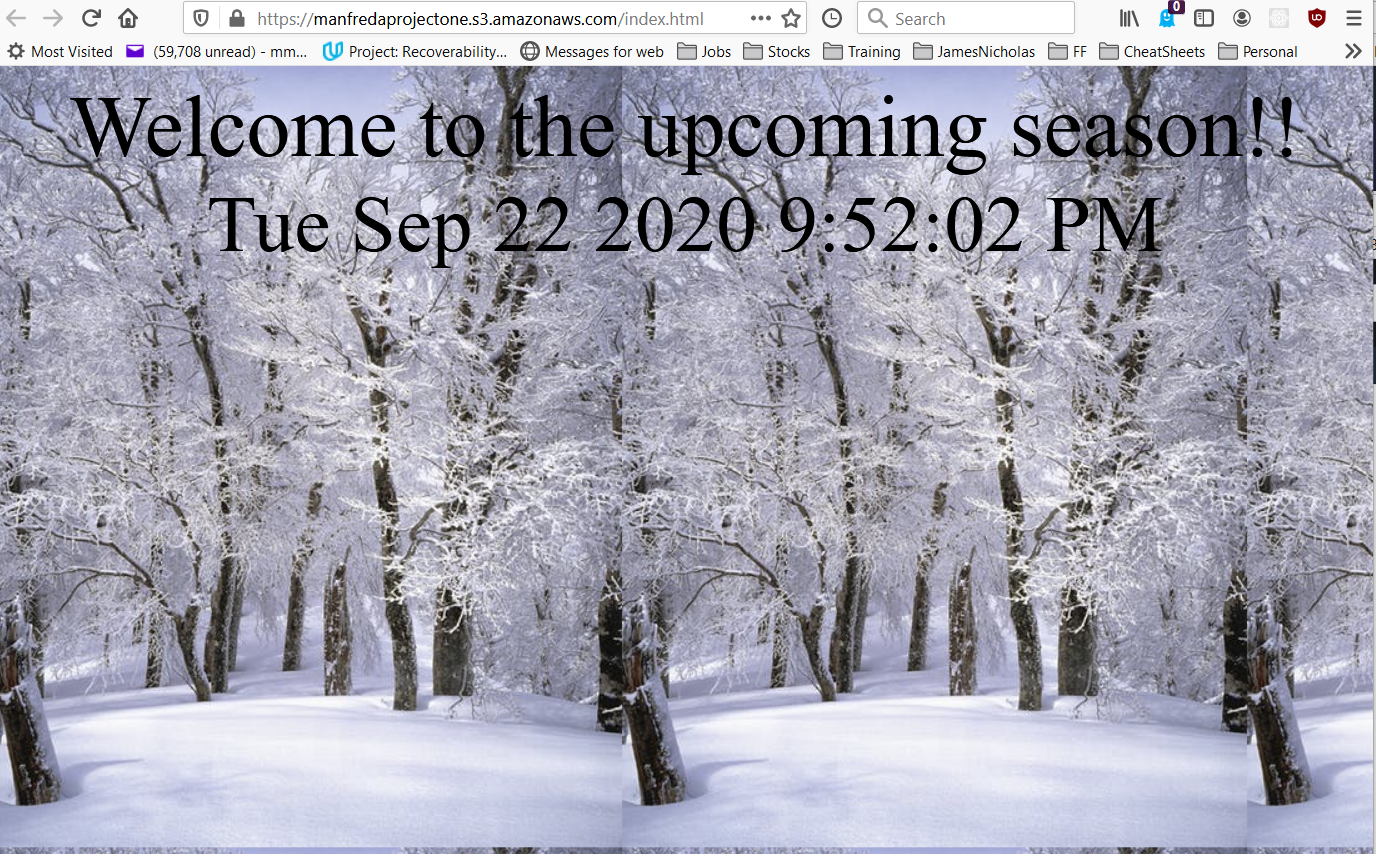 https://manfredaprojectone.s3.amazonaws.com/index.html
Search
0
Most Visited
(59,708 unread) - mm...
Project: Recoverability...
Messages for web
Jobs
Stocks
Training
JamesNicholas
FF
CheatSheets
Personal
Welcome to the upcoming season!!
Tue Sep 22 2020 9:52:02 PM